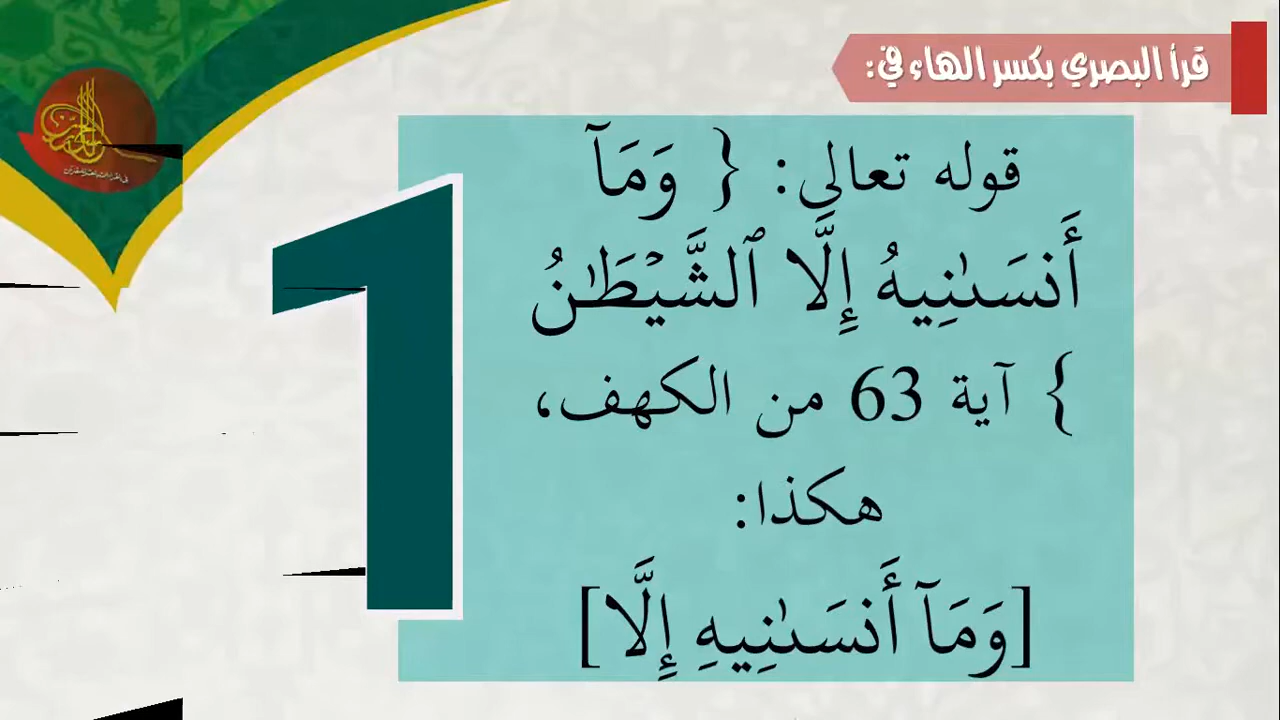 قرأ البصري بكسر الهاء في:
1
قوله تعالى: { وَمَآ
أَنسَىٰنِيهُ إِلَّا ٱلشَّيْطَٰنُ
} آية 63 من الكهف،
هكذا:
[وَمَآ أَنسَىٰنِيهِ إِلَّا]